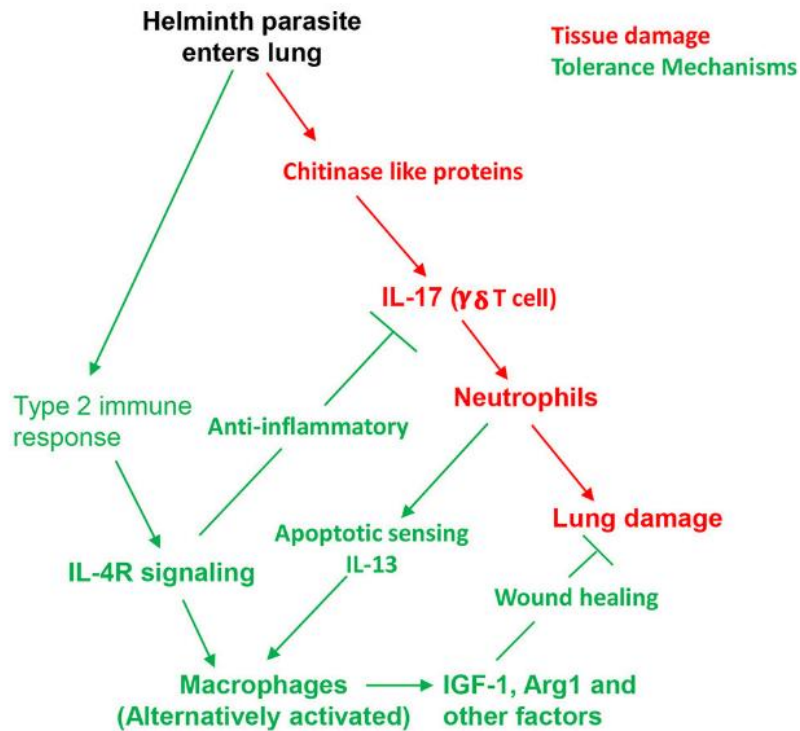 Helminth parasite
enters lung
Tissue damage
Tolerance Mechanisms
Chitinase like proteins
IL-17 (γδ T cell)
Neutrophils
Type 2 immune
response
Anti-inflammatory
Lung damage
Apoptotic sensing
IL-13
IL-4R signaling
Wound healing
Macrophages
(Alternatively activated)
IGF-1, Arg1 and
other factors